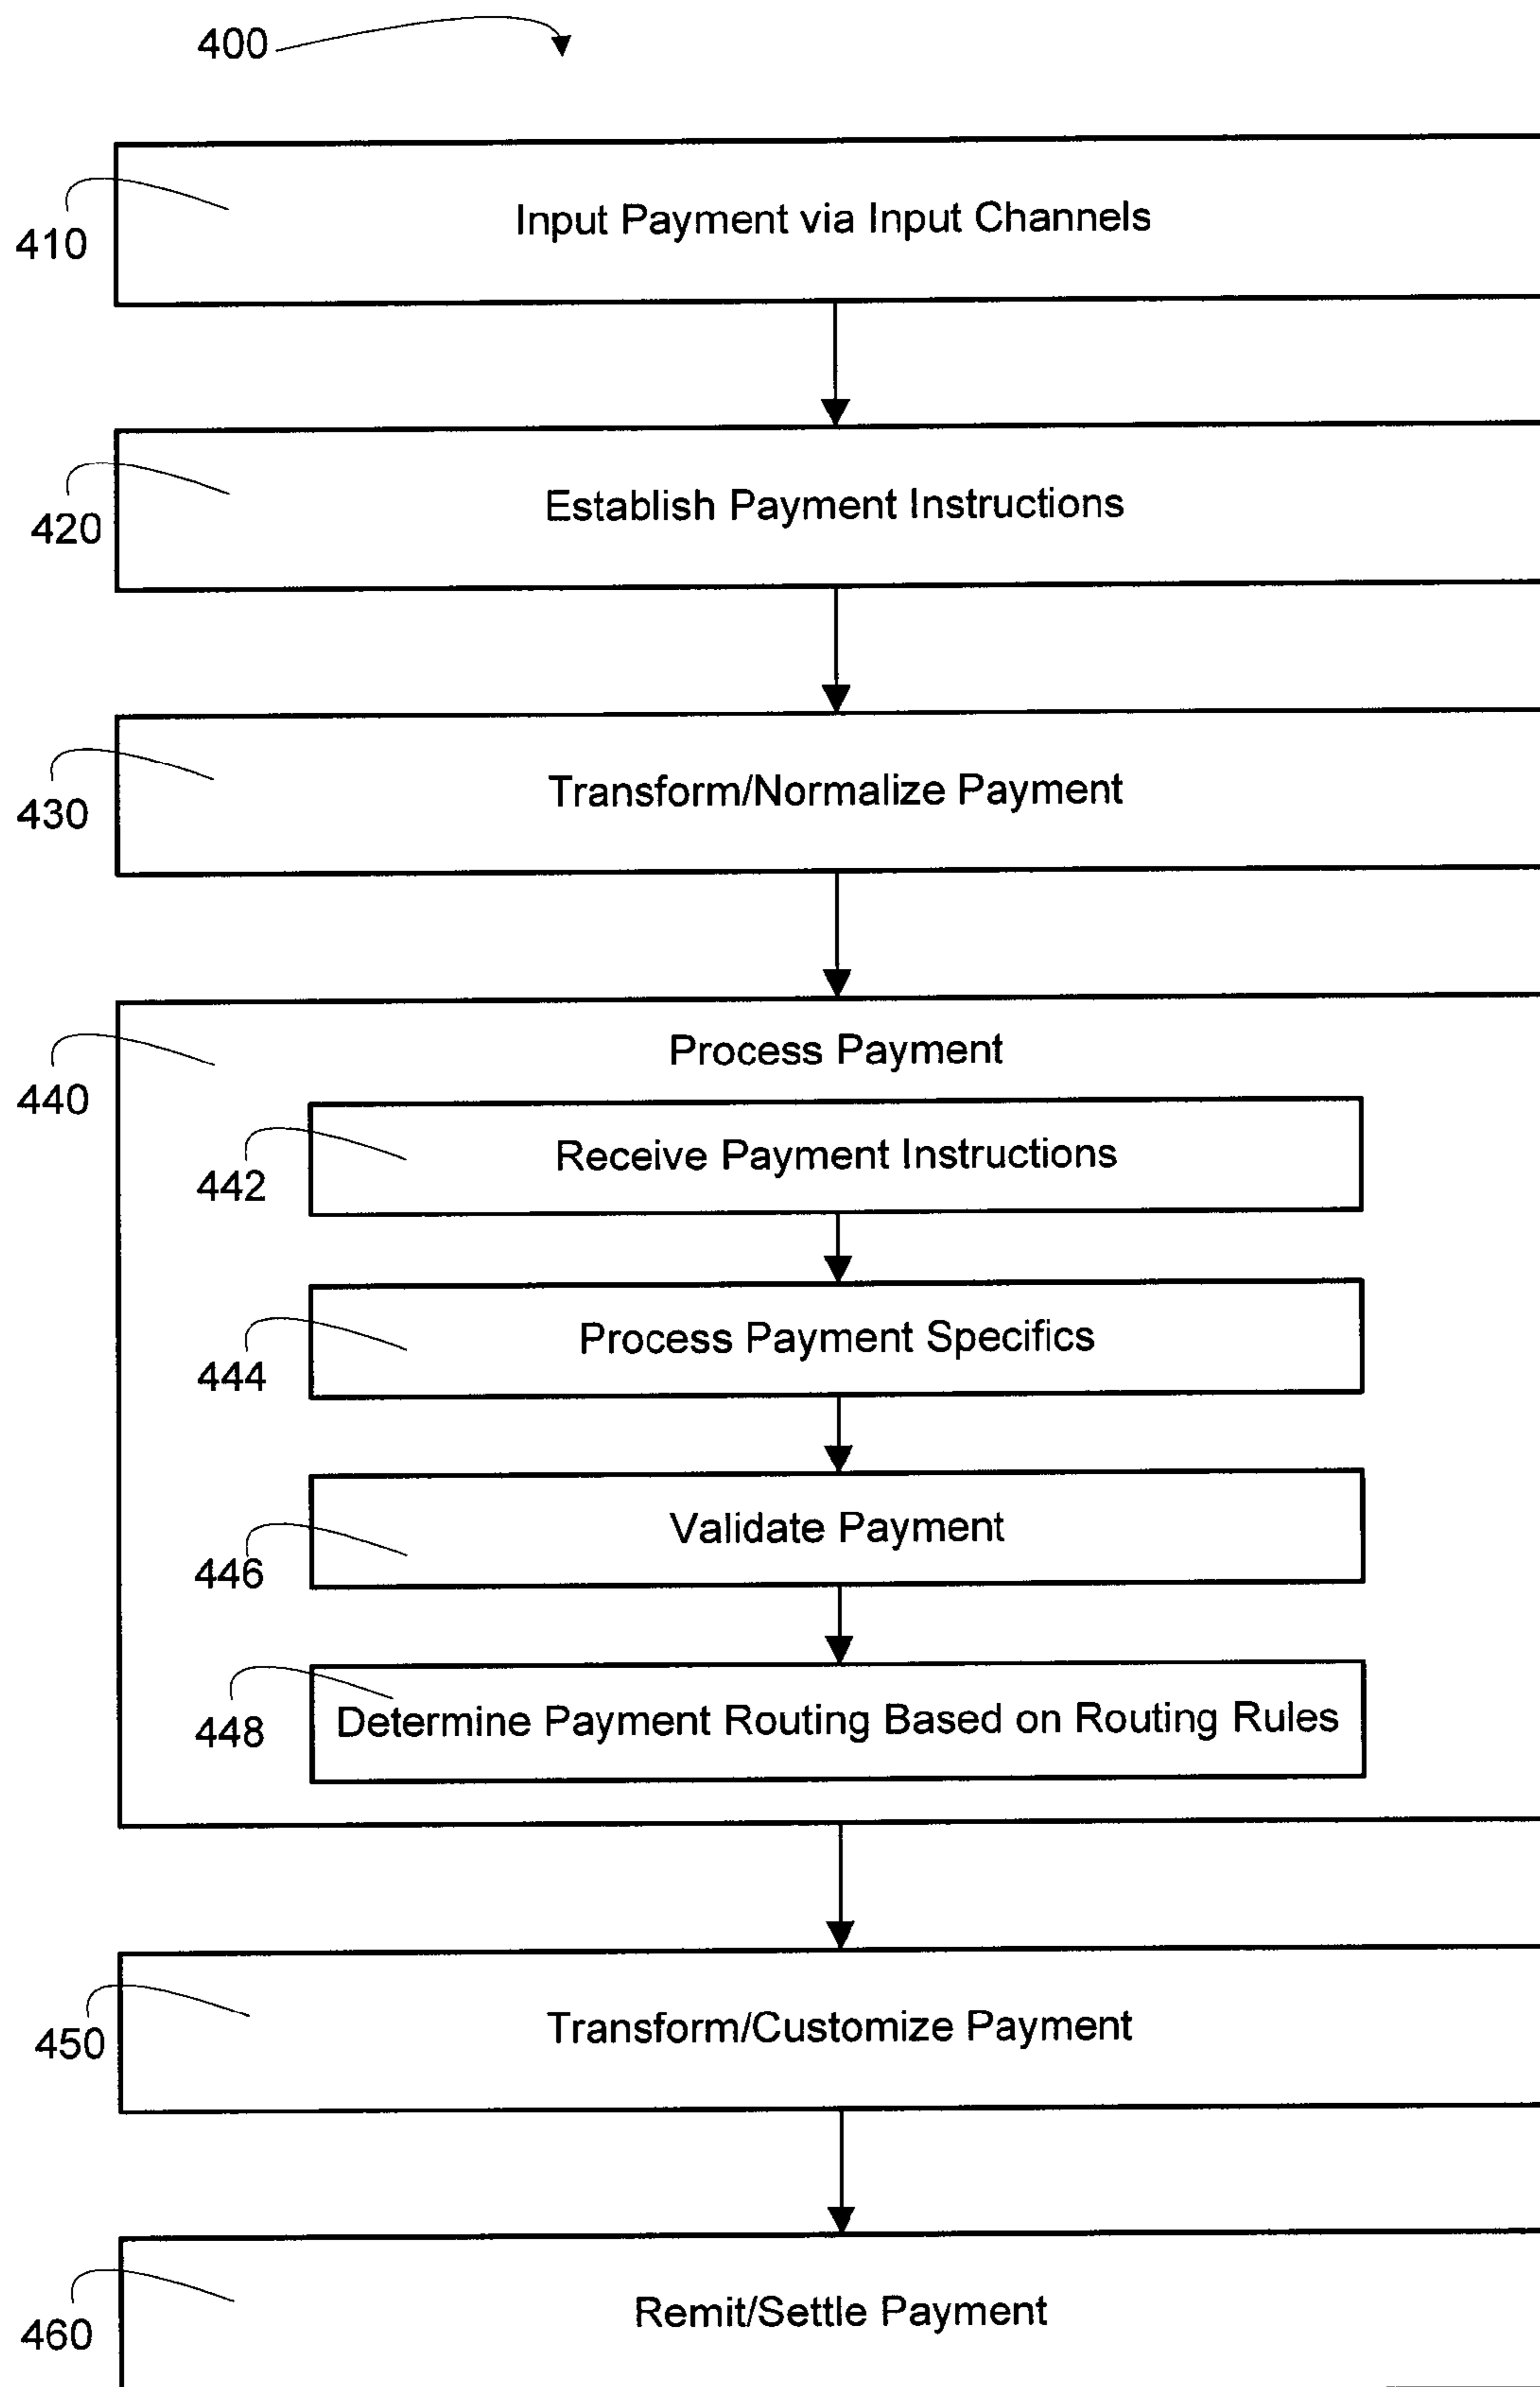 400
Input Payment via Input Channels
410
Establish Payment Instructions
420
Transform/Normalize Payment
430
Process Payment
440
Receive Payment Instructions
442
Process Payment Specifics
444
Validate Payment
446
Determine Payment Routing Based on Routing Rules
448
Transform/Customize Payment
450
Remit/Settle Payment
460